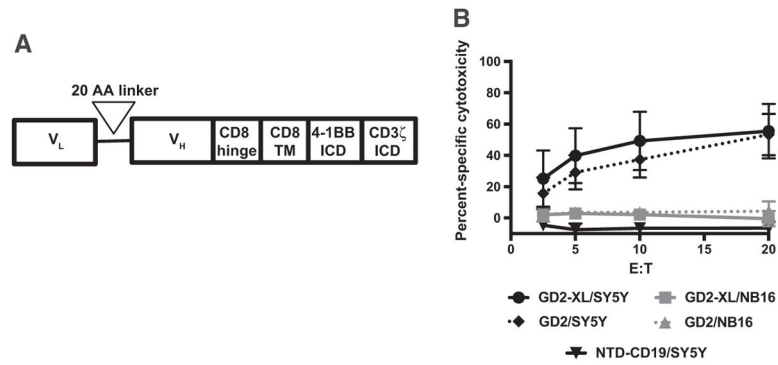 A
20 AA linker
V_L
V_H
CD8 hinge
CD8 TM
4-1BB ICD
CD3ζ ICD
B
Percent-specific cytotoxicity
100
80
60
40
20
0
0 5 10 15 20
E:T
GD2-XL/SY5Y
GD2-XL/NB16
GD2/SY5Y
GD2/NB16
NTD-CD19/SY5Y